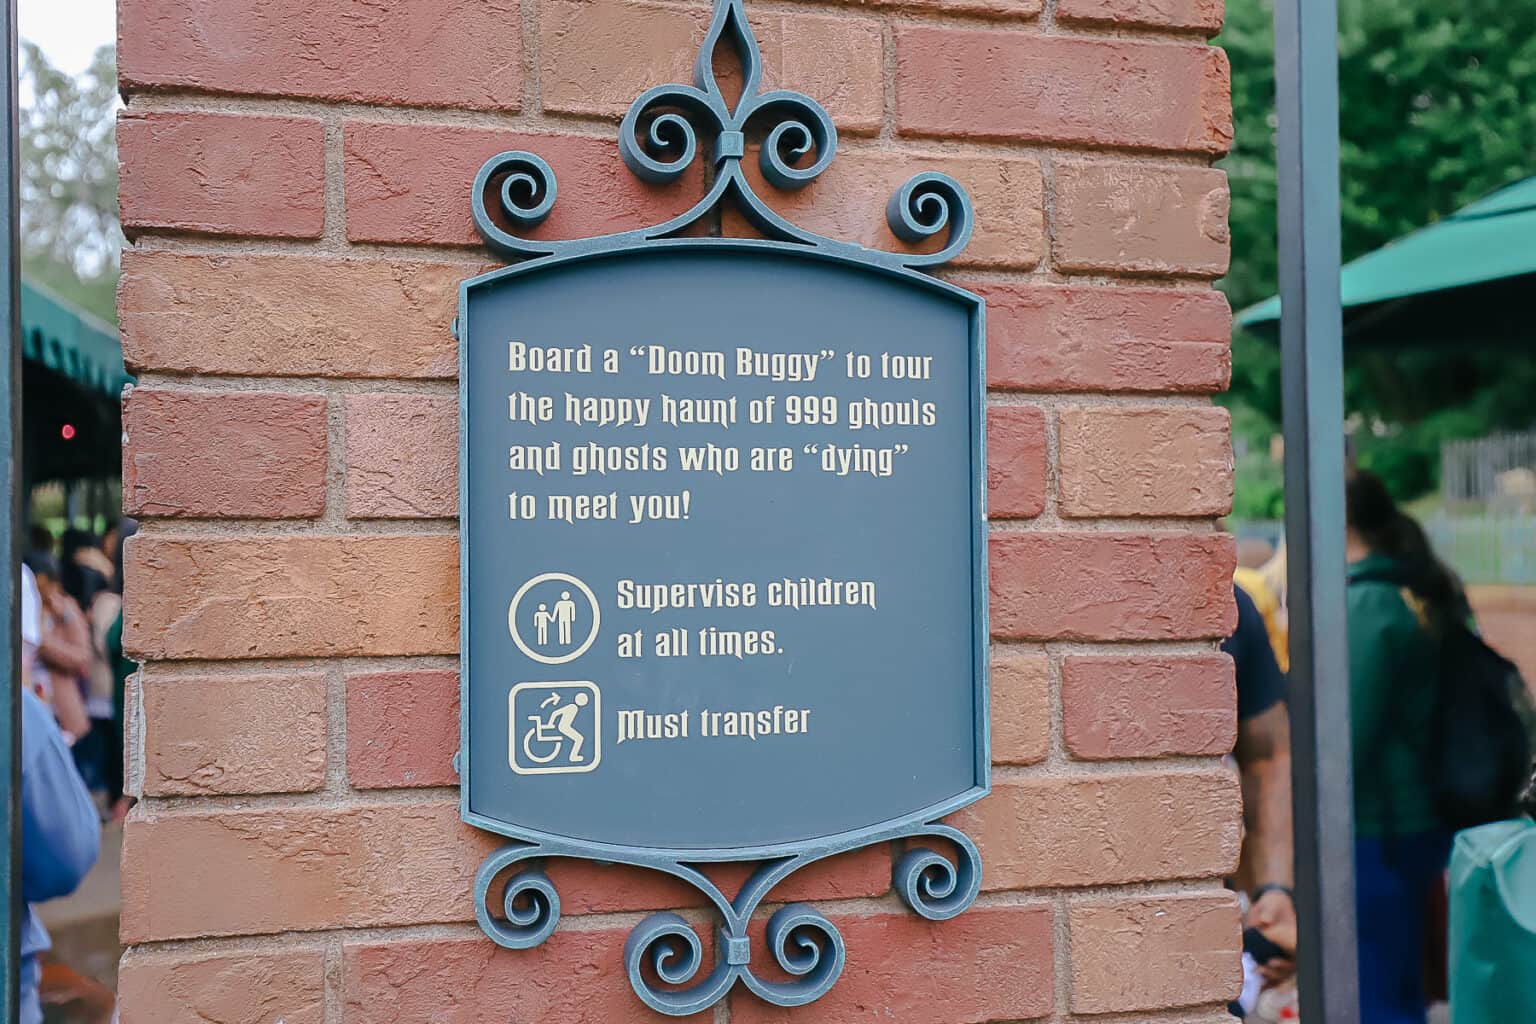 Board a “Doom Buggy” to tour
the happy haunt of 999 ghouls
and ghosts who are “dying”
to meet you!
Supervise children
at all times.
Must transfer